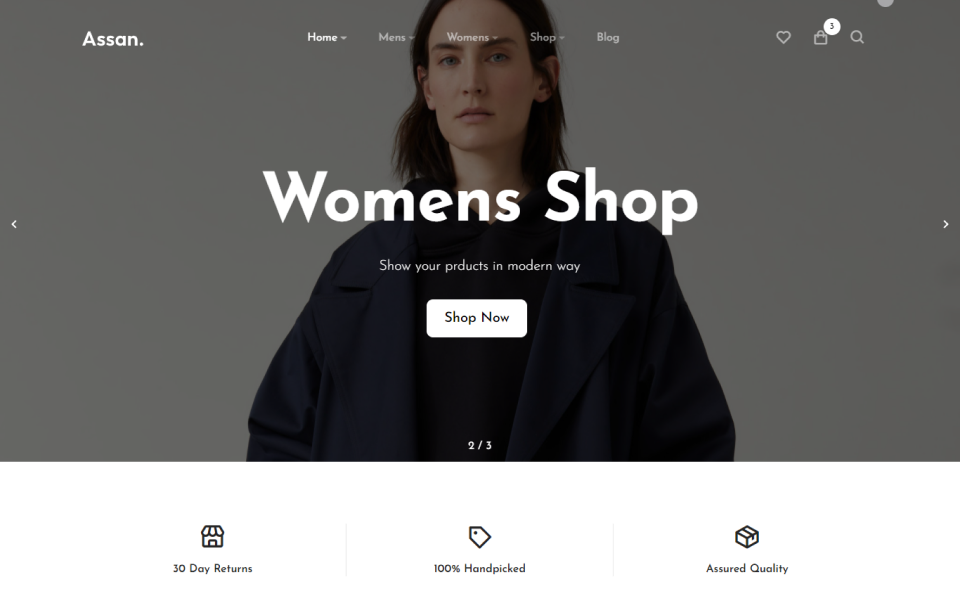 Assan.
Home
Mens
Womens
Shop
Blog
3
Womens Shop
Show your prducts in modern way
Shop Now
2 / 3
30 Day Returns
100% Handpicked
Assured Quality